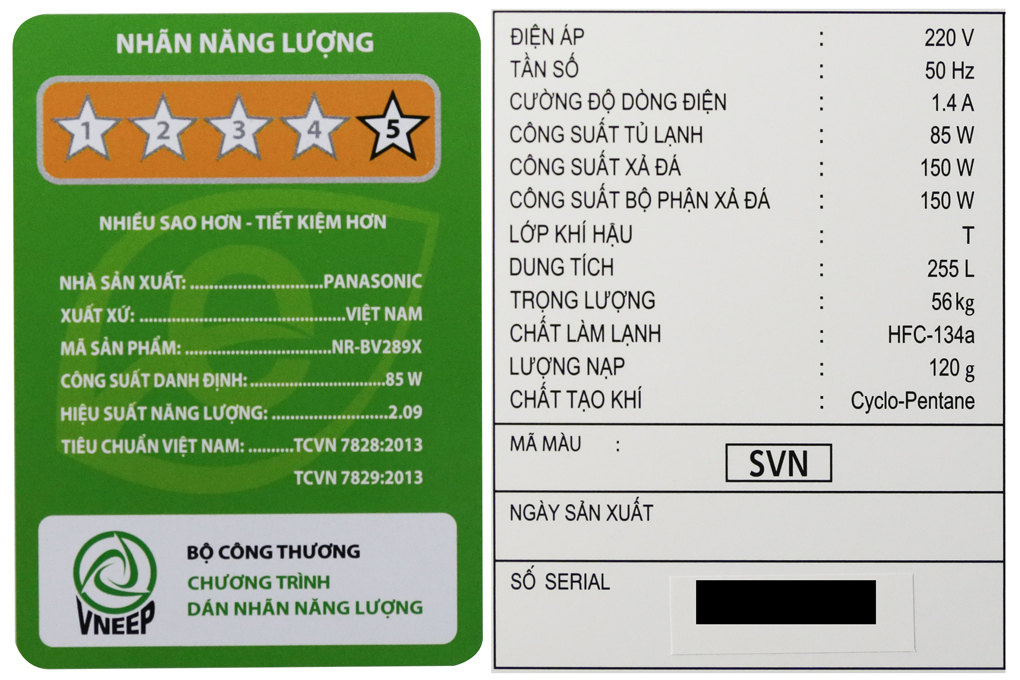 NHÃN NĂNG LƯỢNG
1 2 3 4 5
NHIỀU SAO HƠN - TIẾT KIỆM HƠN
NHÀ SẢN XUẤT: ............................PANASONIC
XUẤT XỨ: ...........................................VIỆT NAM
MÃ SẢN PHẨM: ...............................NR-BV289X
CÔNG SUẤT DANH ĐỊNH: ............................85 W
HIỆU SUẤT NĂNG LƯỢNG: ........................2.09
TIÊU CHUẨN VIỆT NAM: ..........TCVN 7828:2013
TCVN 7829:2013
VNEEP
BỘ CÔNG THƯƠNG
CHƯƠNG TRÌNH
DÁN NHÃN NĂNG LƯỢNG
ĐIỆN ÁP : 220 V
TẦN SỐ : 50 Hz
CƯỜNG ĐỘ DÒNG ĐIỆN : 1.4 A
CÔNG SUẤT TỦ LẠNH : 85 W
CÔNG SUẤT XẢ ĐÁ : 150 W
CÔNG SUẤT BỘ PHẬN XẢ ĐÁ : 150 W
LỚP KHÍ HẬU : T
DUNG TÍCH : 255 L
TRỌNG LƯỢNG : 56 kg
CHẤT LÀM LẠNH : HFC-134a
LƯỢNG NẠP : 120 g
CHẤT TẠO KHÍ : Cyclo-Pentane
MÃ MÀU : SVN
NGÀY SẢN XUẤT
SỐ SERIAL